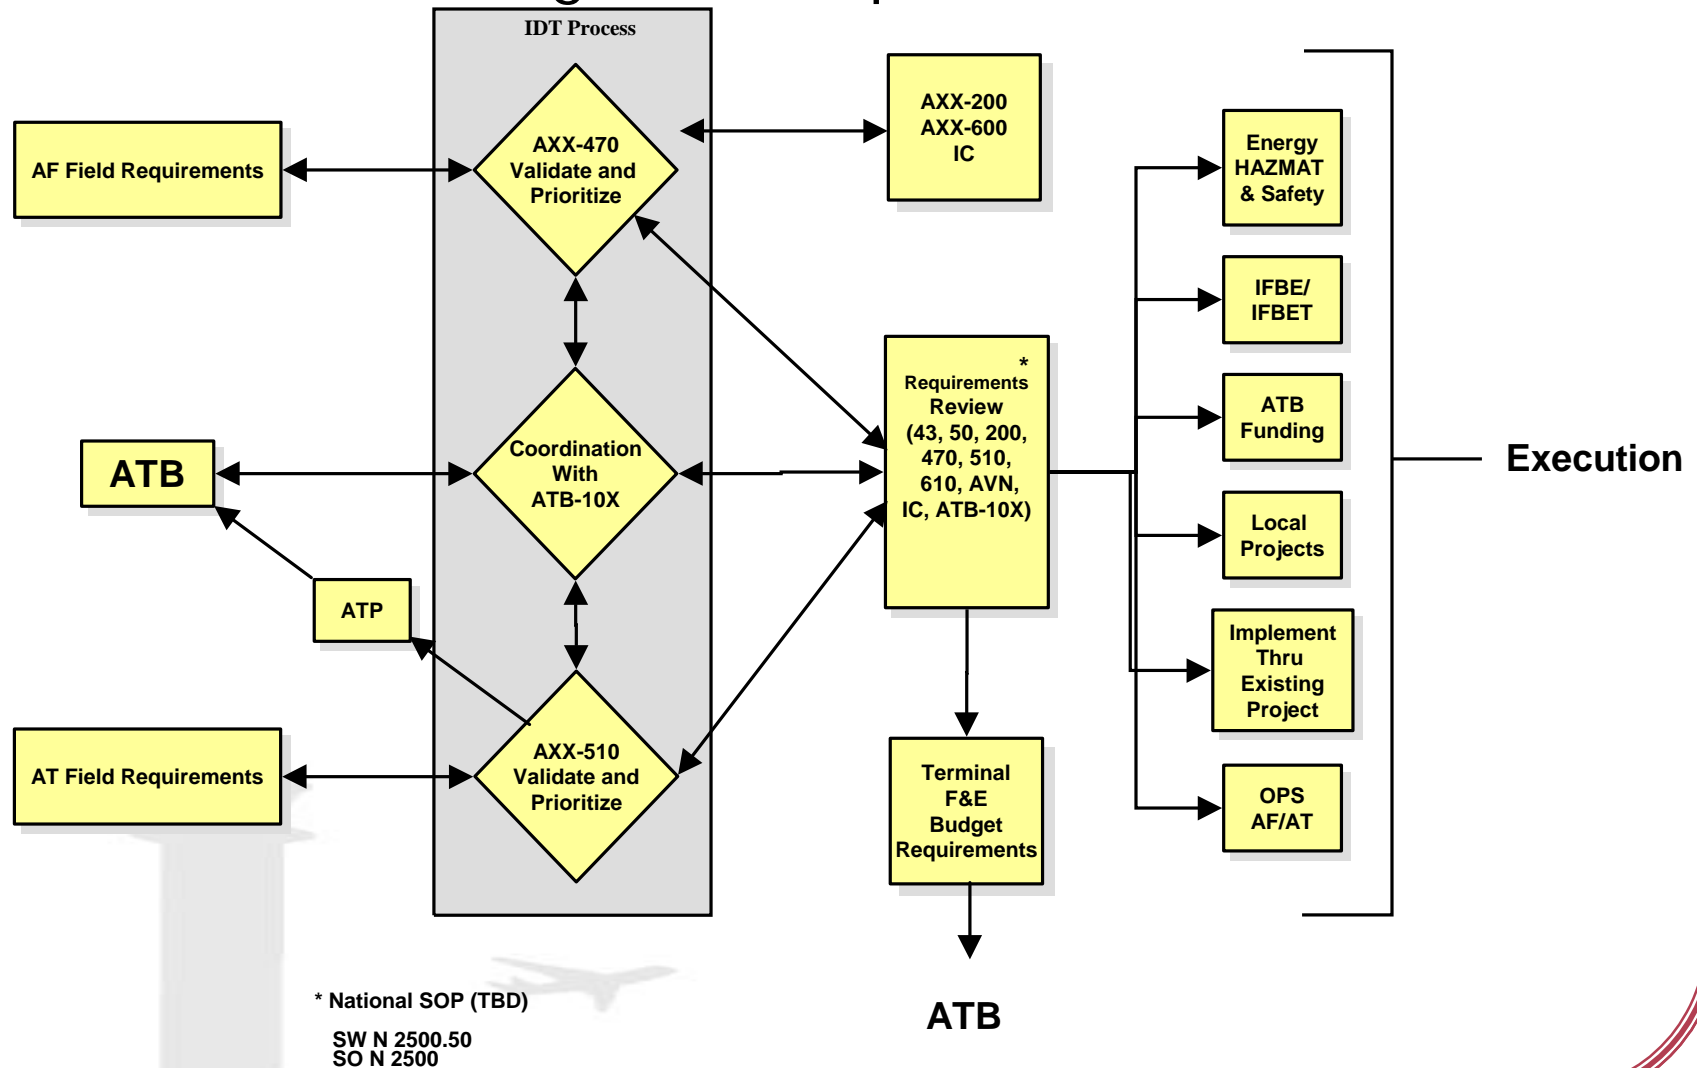 IDT Process
AXX-470
Validate and
Prioritize
AXX-200
AXX-600
IC
AF Field Requirements
Energy
HAZMAT
& Safety
IFBE/
IFBET
*
Requirements
Review
(43, 50, 200,
470, 510,
610, AVN,
IC, ATB-10X)
ATB
Funding
ATB
Coordination
With
ATB-10X
Execution
Local
Projects
ATP
Implement
Thru
Existing
Project
AT Field Requirements
AXX-510
Validate and
Prioritize
Terminal
F&E
Budget
Requirements
OPS
AF/AT
* National SOP (TBD)
SW N 2500.50
SO N 2500
ATB